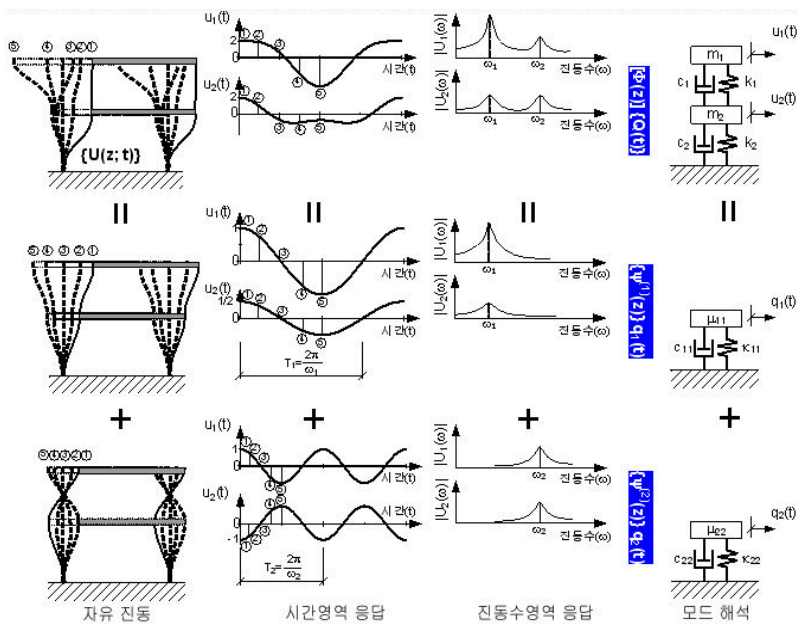 ⑤ ④ ③ ② ①
{U(z; t)}
u₁(t)
① ② ③ ④ ⑤
2
0
시간(t)
u₂(t)
2
0
시간(t)
|U₁(ω)|
ω₁ ω₂ 진동수(ω)
|U₂(ω)|
ω₁ ω₂ 진동수(ω)
[Φ(z)] {Q(t)}
m₁ u₁(t)
c₁ k₁
m₂ u₂(t)
c₂ k₂
=
=
=
=
⑤ ④ ③ ② ①
u₁(t)
1
① ② ③ ④ ⑤
0
시간(t)
u₂(t)
1/2
① ② ③ ④ ⑤
0
시간(t)
T₁=2π/ω₁
|U₁(ω)|
ω₁ 진동수(ω)
|U₂(ω)|
ω₁ 진동수(ω)
{ψ⁽¹⁾(z)} q₁(t)
μ₁₁ q₁(t)
c₁₁ κ₁₁
+
+
+
+
⑤④③②①
u₁(t)
1
① ② ③ ④ ⑤
0
시간(t)
u₂(t)
⑤ ④ ③ ② ①
0
-1
시간(t)
T₂=2π/ω₂
|U₁(ω)|
ω₂ 진동수(ω)
|U₂(ω)|
ω₂ 진동수(ω)
{ψ⁽²⁾(z)} q₂(t)
μ₂₂ q₂(t)
c₂₂ κ₂₂
자유 진동
시간영역 응답
진동수영역 응답
모드 해석